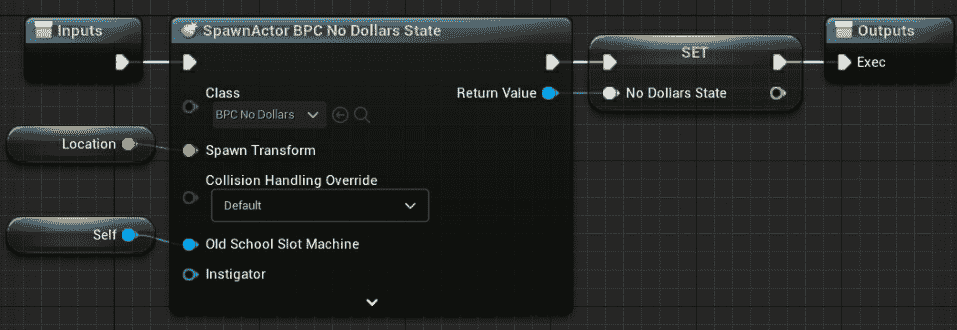 Inputs
SpawnActor BPC No Dollars State
SET
Outputs
Exec
Class
Return Value
No Dollars State
BPC No Dollars
Location
Spawn Transform
Collision Handling Override
Default
Self
Old School Slot Machine
Instigator